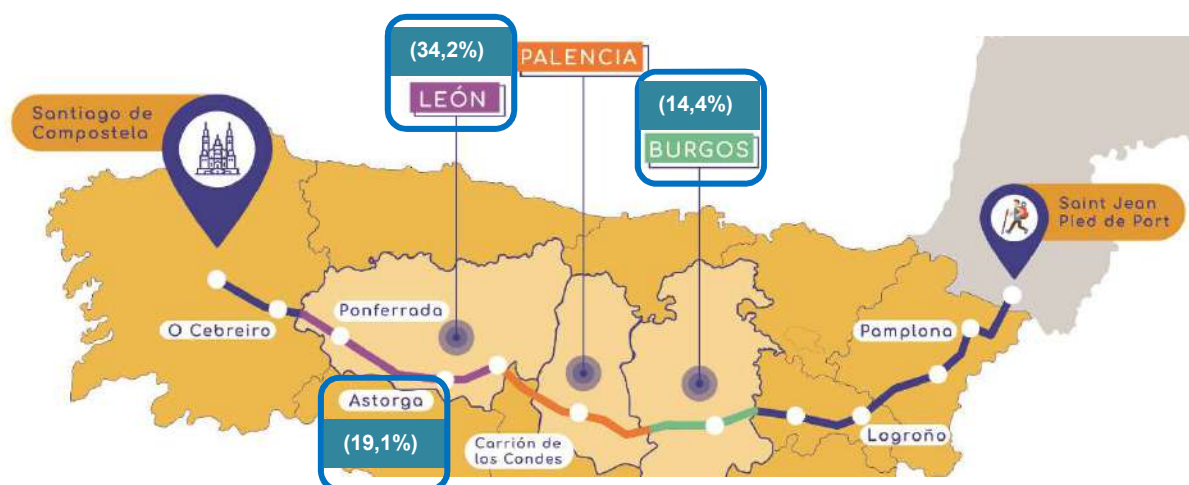 (34,2%)
LEÓN
PALENCIA
(14,4%)
BURGOS
Santiago de
Compostela
Saint Jean
Pied de Port
Ponferrada
O Cebreiro
Pamplona
Astorga
(19,1%)
Carrión de
los Condes
Logroño